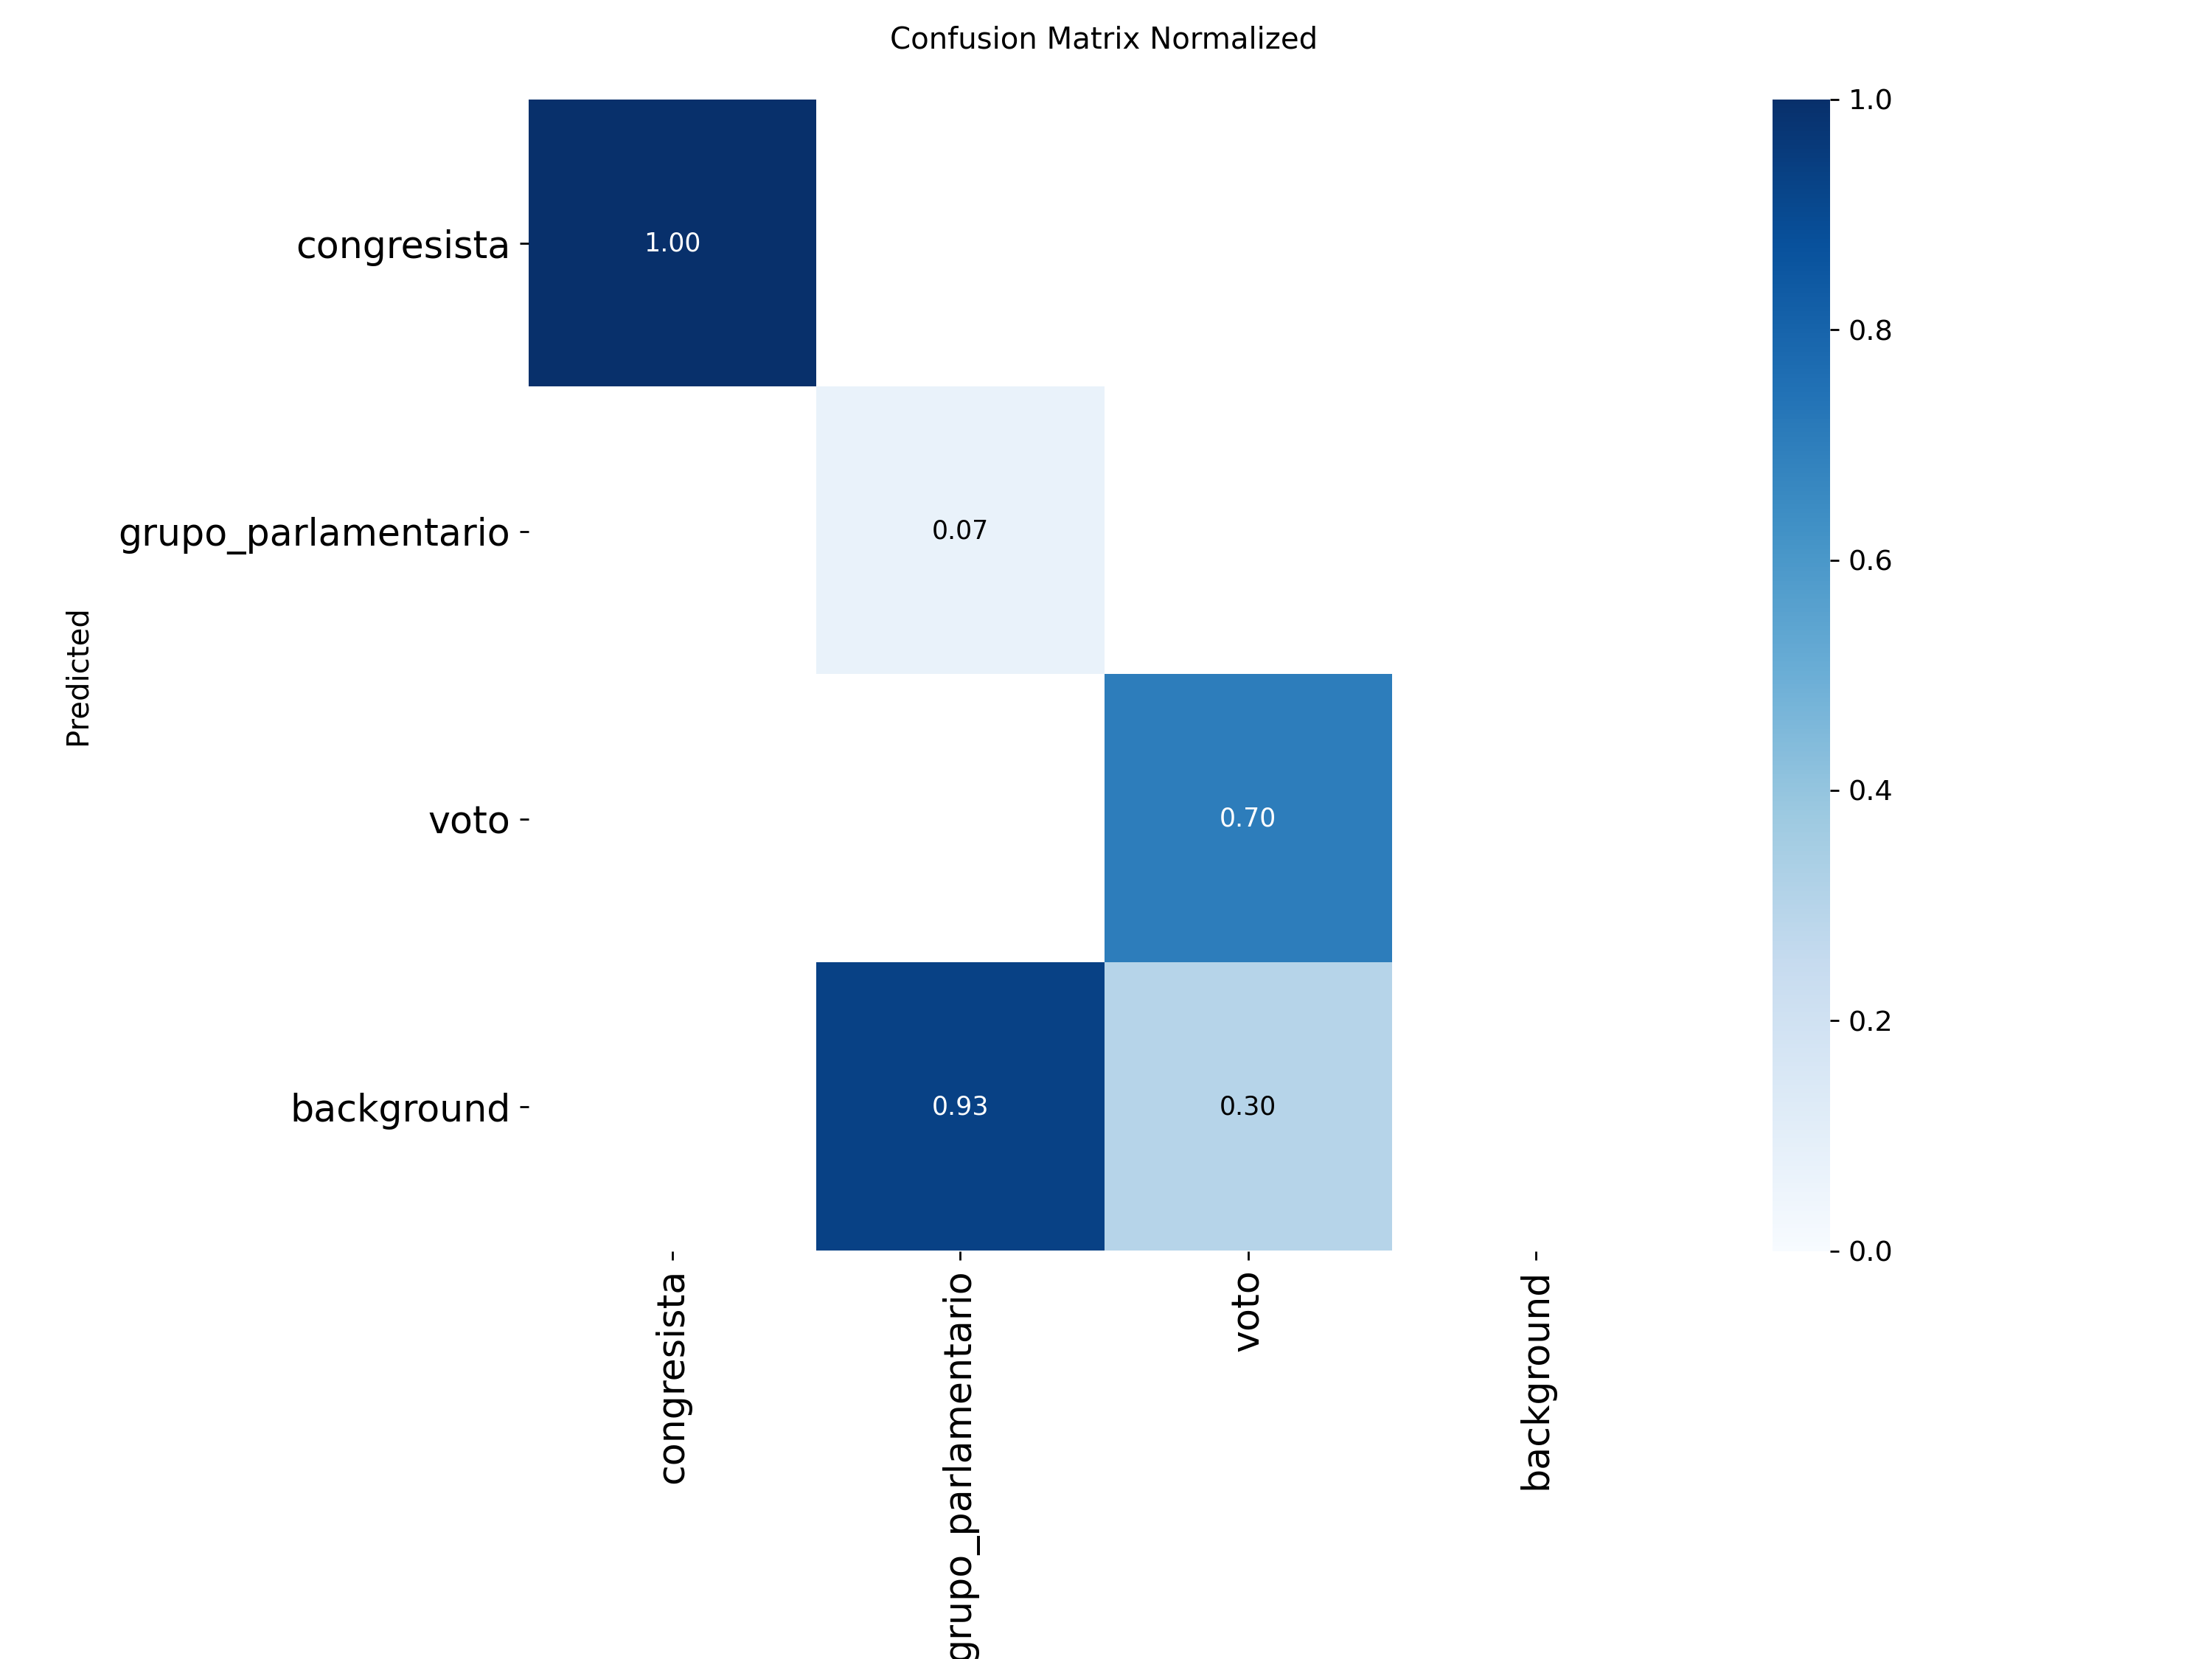 Confusion Matrix Normalized
1.0
congresista
1.00
0.8
grupo_parlamentario
0.07
0.6
Predicted
voto
0.70
0.4
background
0.93
0.30
0.2
0.0
congresista
grupo_parlamentario
voto
background